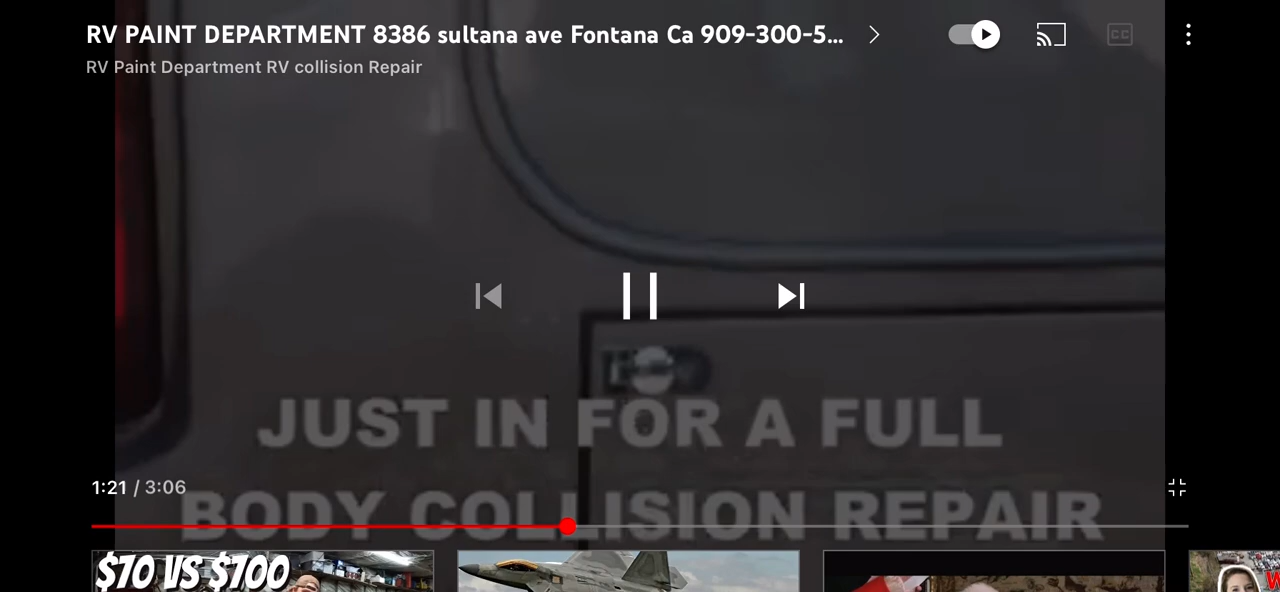 RV PAINT DEPARTMENT 8386 sultana ave Fontana Ca 909-300-5...
RV Paint Department RV collision Repair
CC
JUST IN FOR A FULL
1:21 / 3:06
BODY COLLISION REPAIR
$70 VS $700
W